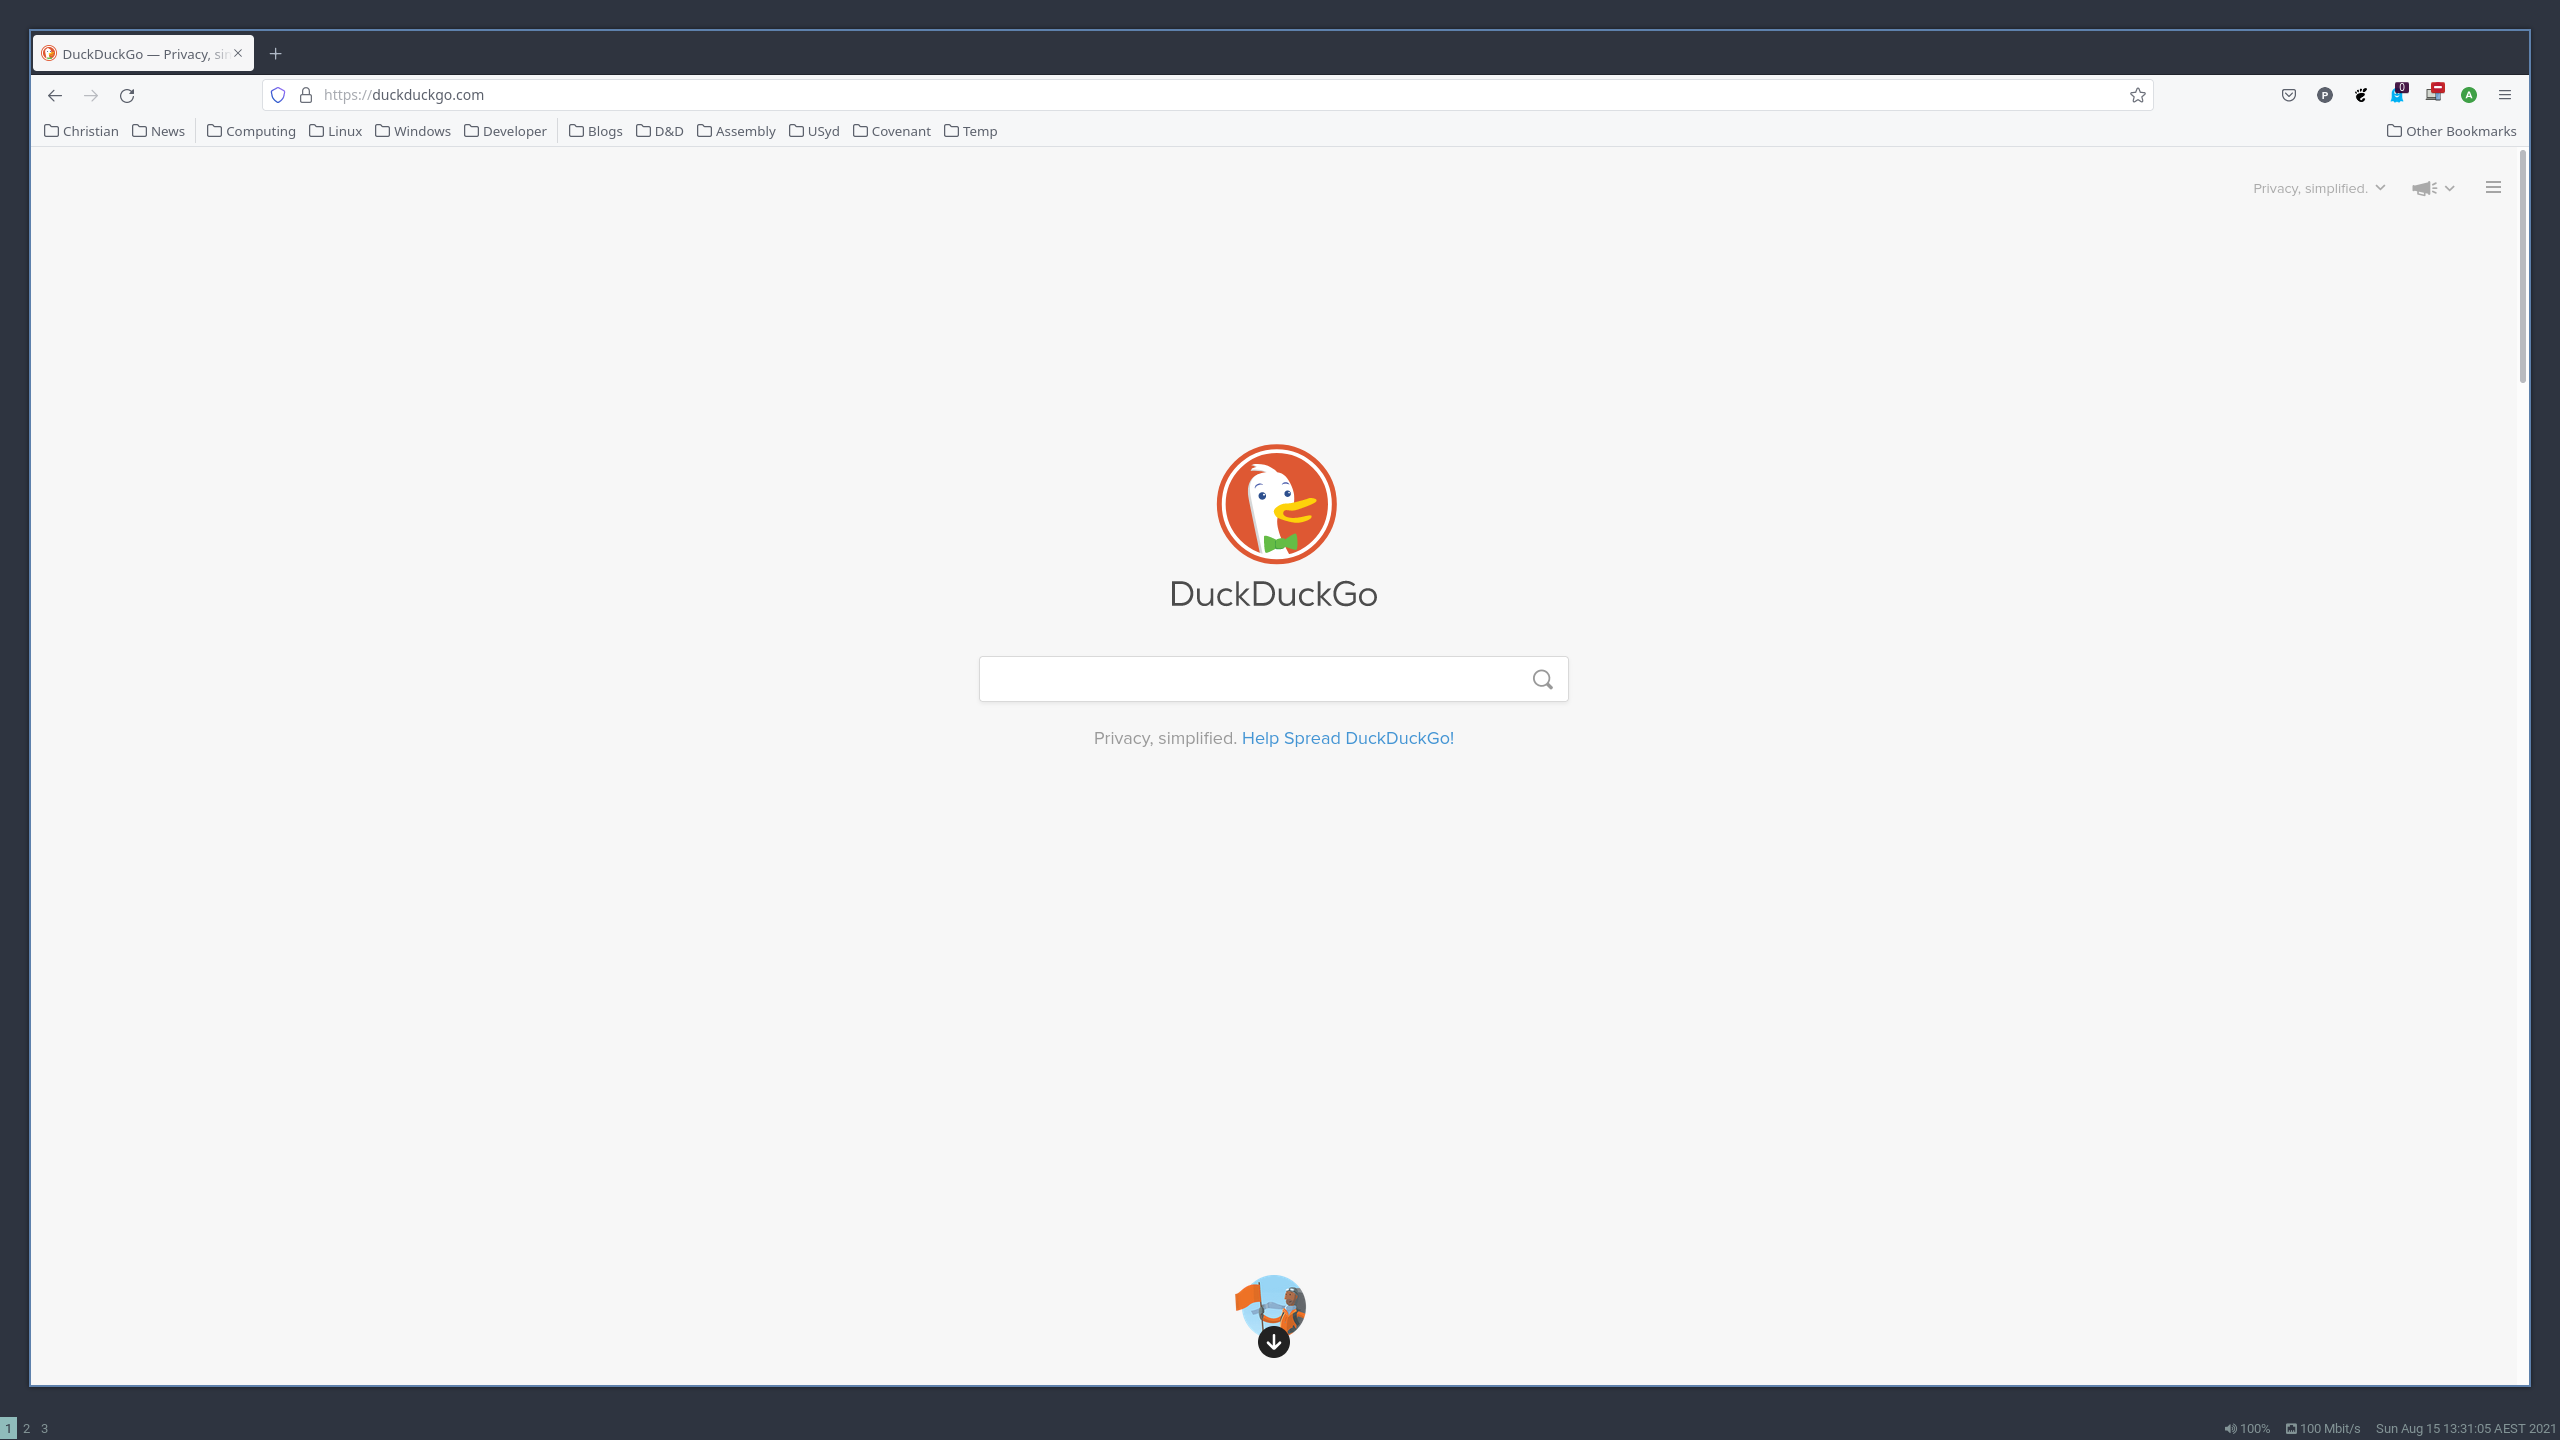 DuckDuckGo — Privacy, sin
https://duckduckgo.com
0
P
A
Christian News Computing Linux Windows Developer Blogs D&D Assembly USyd Covenant Temp Other Bookmarks
Privacy, simplified.
DuckDuckGo
Privacy, simplified. Help Spread DuckDuckGo!
1 2 3 100% 100 Mbit/s Sun Aug 15 13:31:05 AEST 2021